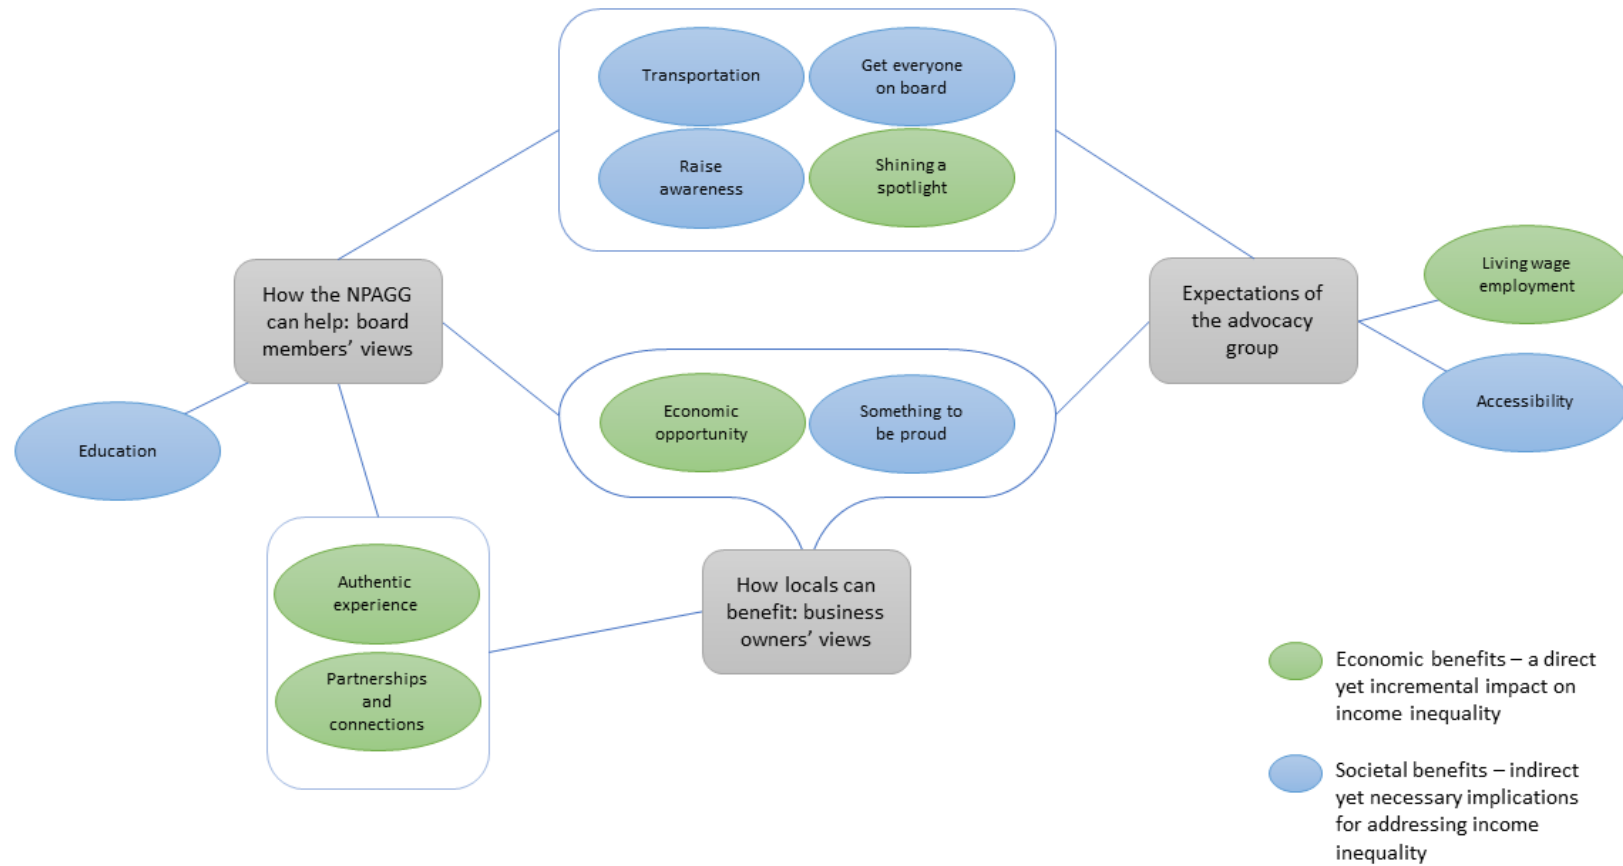 Transportation
Get everyone
on board
Raise
awareness
Shining a
spotlight
How the NPAGG
can help: board
members’ views
Expectations of
the advocacy
group
Living wage
employment
Accessibility
Education
Economic
opportunity
Something to
be proud
Authentic
experience
Partnerships
and
connections
How locals can
benefit: business
owners’ views
Economic benefits – a direct
yet incremental impact on
income inequality
Societal benefits – indirect
yet necessary implications
for addressing income
inequality